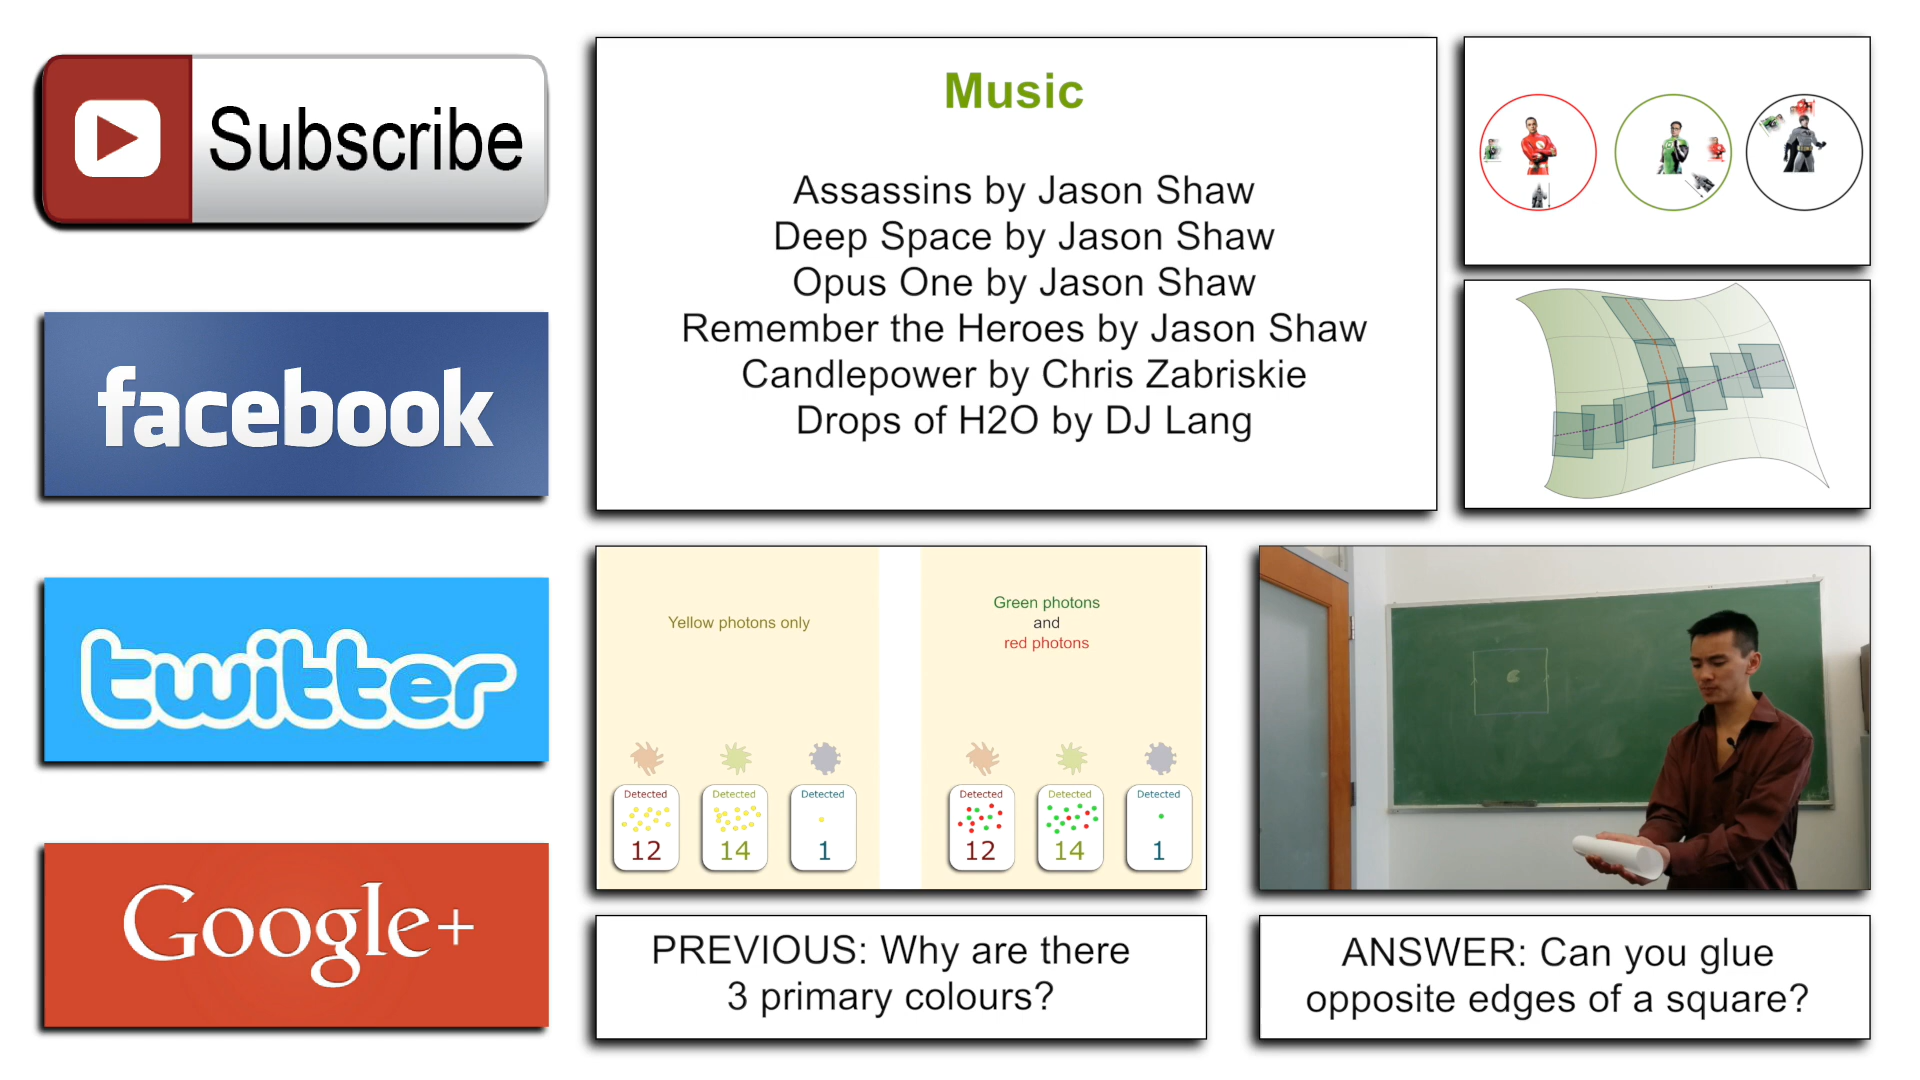 Subscribe
facebook
twitter
Google+
Music
Assassins by Jason Shaw
Deep Space by Jason Shaw
Opus One by Jason Shaw
Remember the Heroes by Jason Shaw
Candlepower by Chris Zabriskie
Drops of H2O by DJ Lang
Yellow photons only
Detected
12
Detected
14
Detected
1
Green photons
and
red photons
Detected
12
Detected
14
Detected
1
PREVIOUS: Why are there
3 primary colours?
ANSWER: Can you glue
opposite edges of a square?